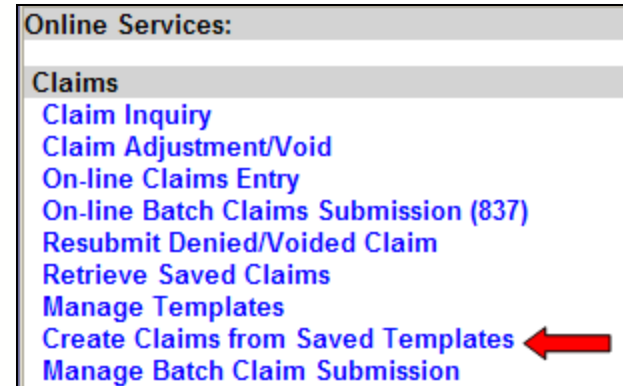 Online Services:
Claims
Claim Inquiry
Claim Adjustment/Void
On-line Claims Entry
On-line Batch Claims Submission (837)
Resubmit Denied/Voided Claim
Retrieve Saved Claims
Manage Templates
Create Claims from Saved Templates
Manage Batch Claim Submission